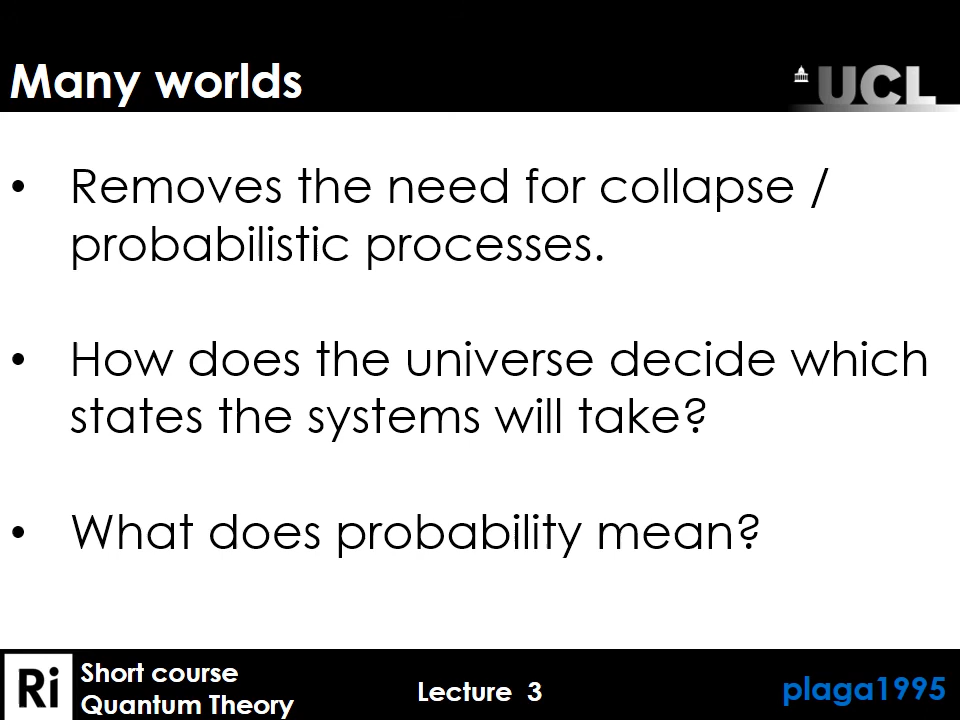 Many worlds
UCL
• Removes the need for collapse /
probabilistic processes.
• How does the universe decide which
states the systems will take?
• What does probability mean?
Ri
Short course
Quantum Theory
Lecture 3
plaga1995